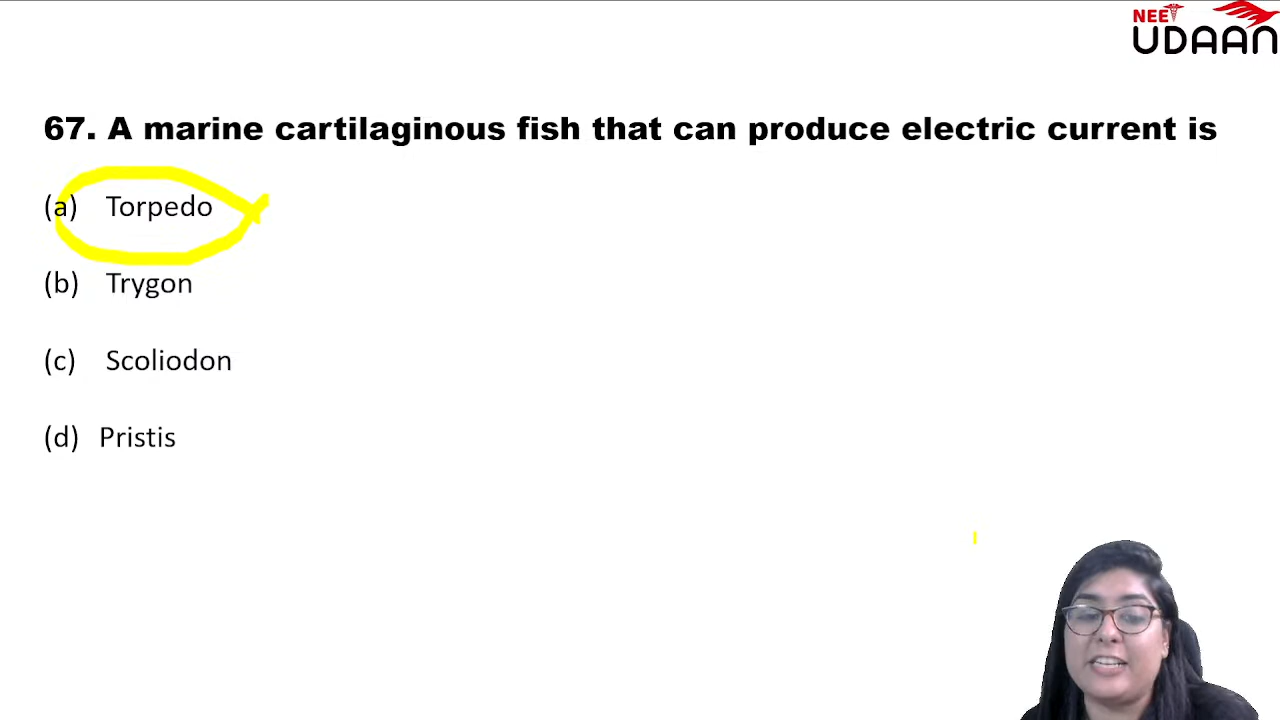 NEET
UDAAN
67. A marine cartilaginous fish that can produce electric current is
(a) Torpedo
(b) Trygon
(c) Scoliodon
(d) Pristis